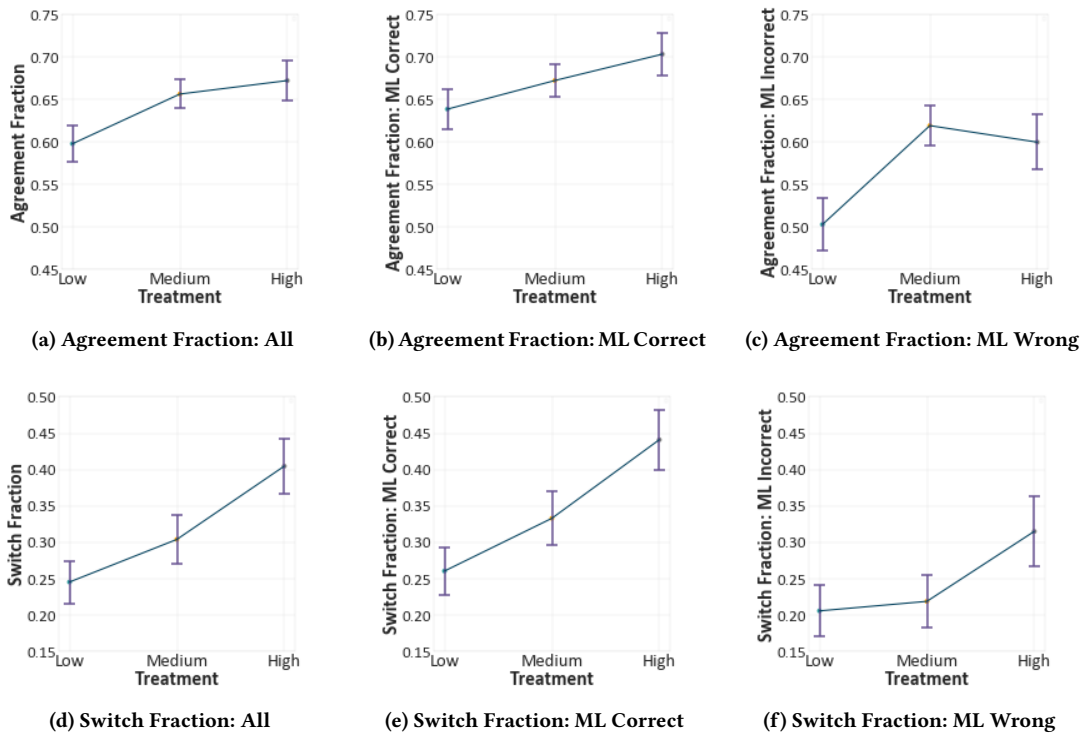 Agreement Fraction
0.75
0.70
0.65
0.60
0.55
0.50
0.45
Low Medium High
Treatment
(a) Agreement Fraction: All
Agreement Fraction: ML Correct
0.75
0.70
0.65
0.60
0.55
0.50
0.45
Low Medium High
Treatment
(b) Agreement Fraction: ML Correct
Agreement Fraction: ML Incorrect
0.75
0.70
0.65
0.60
0.55
0.50
0.45
Low Medium High
Treatment
(c) Agreement Fraction: ML Wrong
Switch Fraction
0.50
0.45
0.40
0.35
0.30
0.25
0.20
0.15
Low Medium High
Treatment
(d) Switch Fraction: All
Switch Fraction: ML Correct
0.50
0.45
0.40
0.35
0.30
0.25
0.20
0.15
Low Medium High
Treatment
(e) Switch Fraction: ML Correct
Switch Fraction: ML Incorrect
0.50
0.45
0.40
0.35
0.30
0.25
0.20
0.15
Low Medium High
Treatment
(f) Switch Fraction: ML Wrong